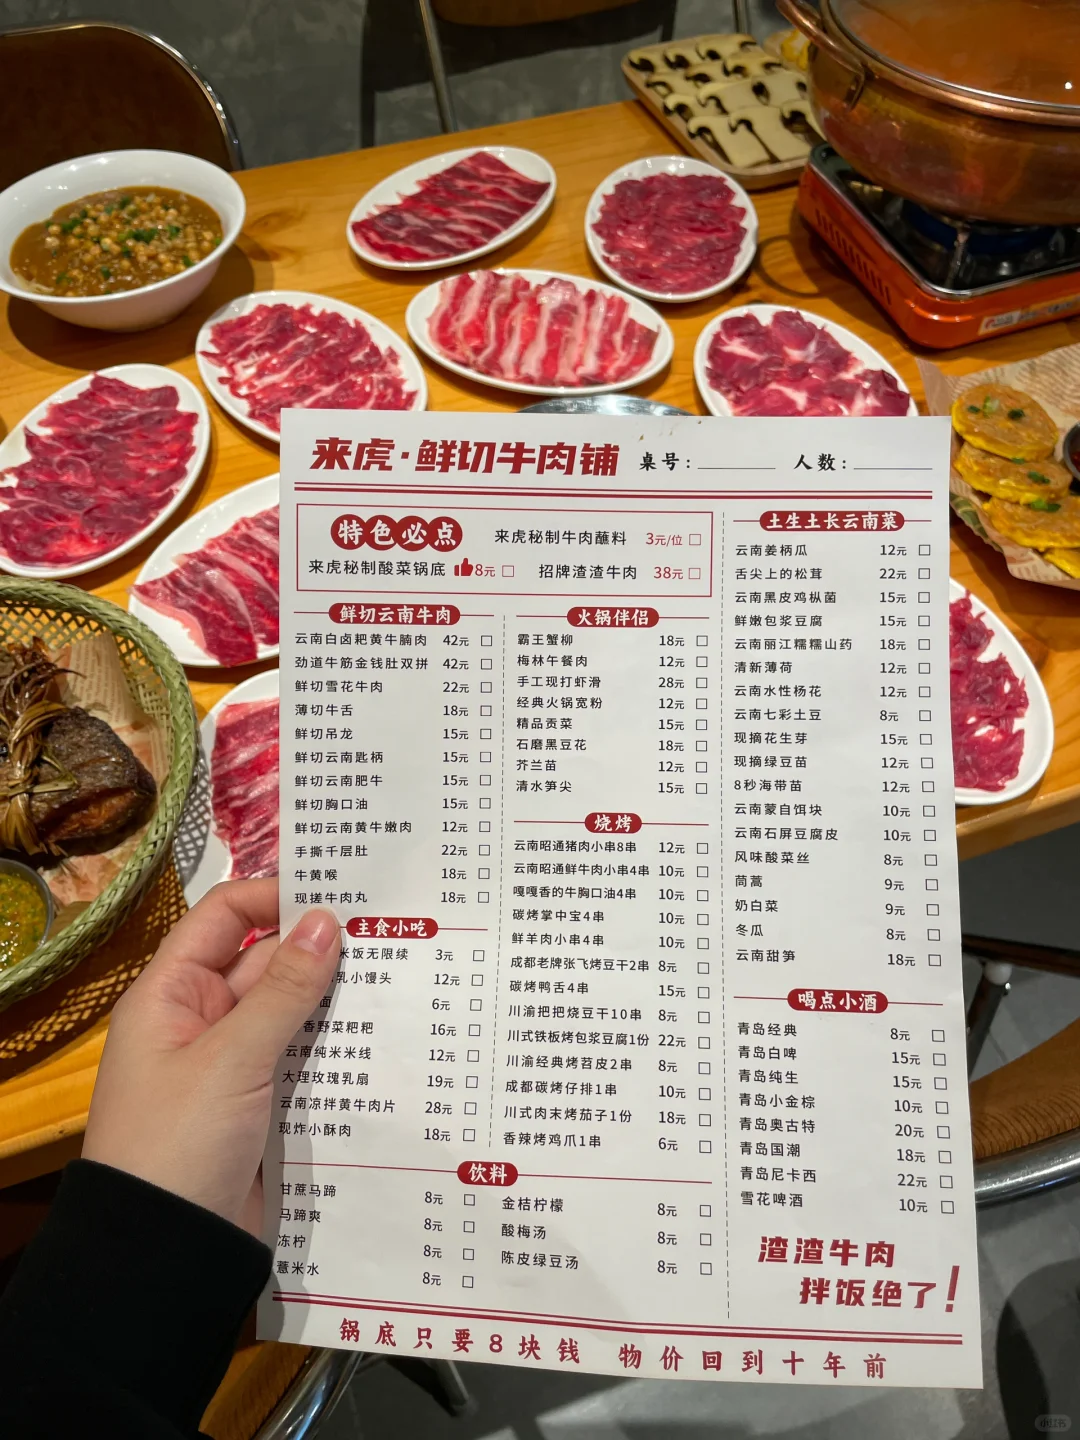 来虎·鲜切牛肉铺 桌号: 人数:
特色必点
来虎秘制牛肉蘸料 3元/位
来虎秘制酸菜锅底 8元
招牌渣渣牛肉 38元
鲜切云南牛肉
云南白卤粑黄牛腩肉 42元
劲道牛筋金钱肚双拼 42元
鲜切雪花牛肉 22元
薄切牛舌 18元
鲜切吊龙 15元
鲜切云南匙柄 15元
鲜切云南肥牛 15元
鲜切胸口油 15元
鲜切云南黄牛嫩肉 12元
手撕千层肚 22元
牛黄喉 18元
现搓牛肉丸 18元
主食小吃
米饭无限续 3元
乳小馒头 12元
面 6元
香野菜粑粑 16元
云南纯米米线 12元
大理玫瑰乳扇 19元
云南凉拌黄牛肉片 28元
现炸小酥肉 18元
火锅伴侣
霸王蟹柳 18元
梅林午餐肉 12元
手工现打虾滑 28元
经典火锅宽粉 12元
精品贡菜 15元
石磨黑豆花 18元
芥兰苗 12元
清水笋尖 15元
烧烤
云南昭通猪肉小串8串 12元
云南昭通鲜牛肉小串4串 10元
嘎嘎香的牛胸口油4串 10元
碳烤掌中宝4串 10元
鲜羊肉小串4串 10元
成都老牌张飞烤豆干2串 8元
碳烤鸭舌4串 15元
川渝把把烧豆干10串 8元
川式铁板烤包浆豆腐1份 22元
川渝经典烤苕皮2串 8元
成都碳烤仔排1串 10元
川式肉末烤茄子1份 18元
香辣烤鸡爪1串 6元
饮料
甘蔗马蹄 8元
马蹄爽 8元
冻柠 8元
薏米水 8元
金桔柠檬 8元
酸梅汤 8元
陈皮绿豆汤 8元
土生土长云南菜
云南姜柄瓜 12元
舌尖上的松茸 22元
云南黑皮鸡枞菌 15元
鲜嫩包浆豆腐 15元
云南丽江糯糯山药 18元
清新薄荷 12元
云南水性杨花 12元
云南七彩土豆 8元
现摘花生芽 15元
现摘绿豆苗 12元
8秒海带苗 12元
云南蒙自饵块 10元
云南石屏豆腐皮 10元
风味酸菜丝 8元
茼蒿 9元
奶白菜 9元
冬瓜 8元
云南甜笋 18元
喝点小酒
青岛经典 8元
青岛白啤 15元
青岛纯生 15元
青岛小金棕 10元
青岛奥古特 20元
青岛国潮 18元
青岛尼卡西 22元
雪花啤酒 10元
渣渣牛肉
拌饭绝了!
锅底只要8块钱 物价回到十年前
小红书